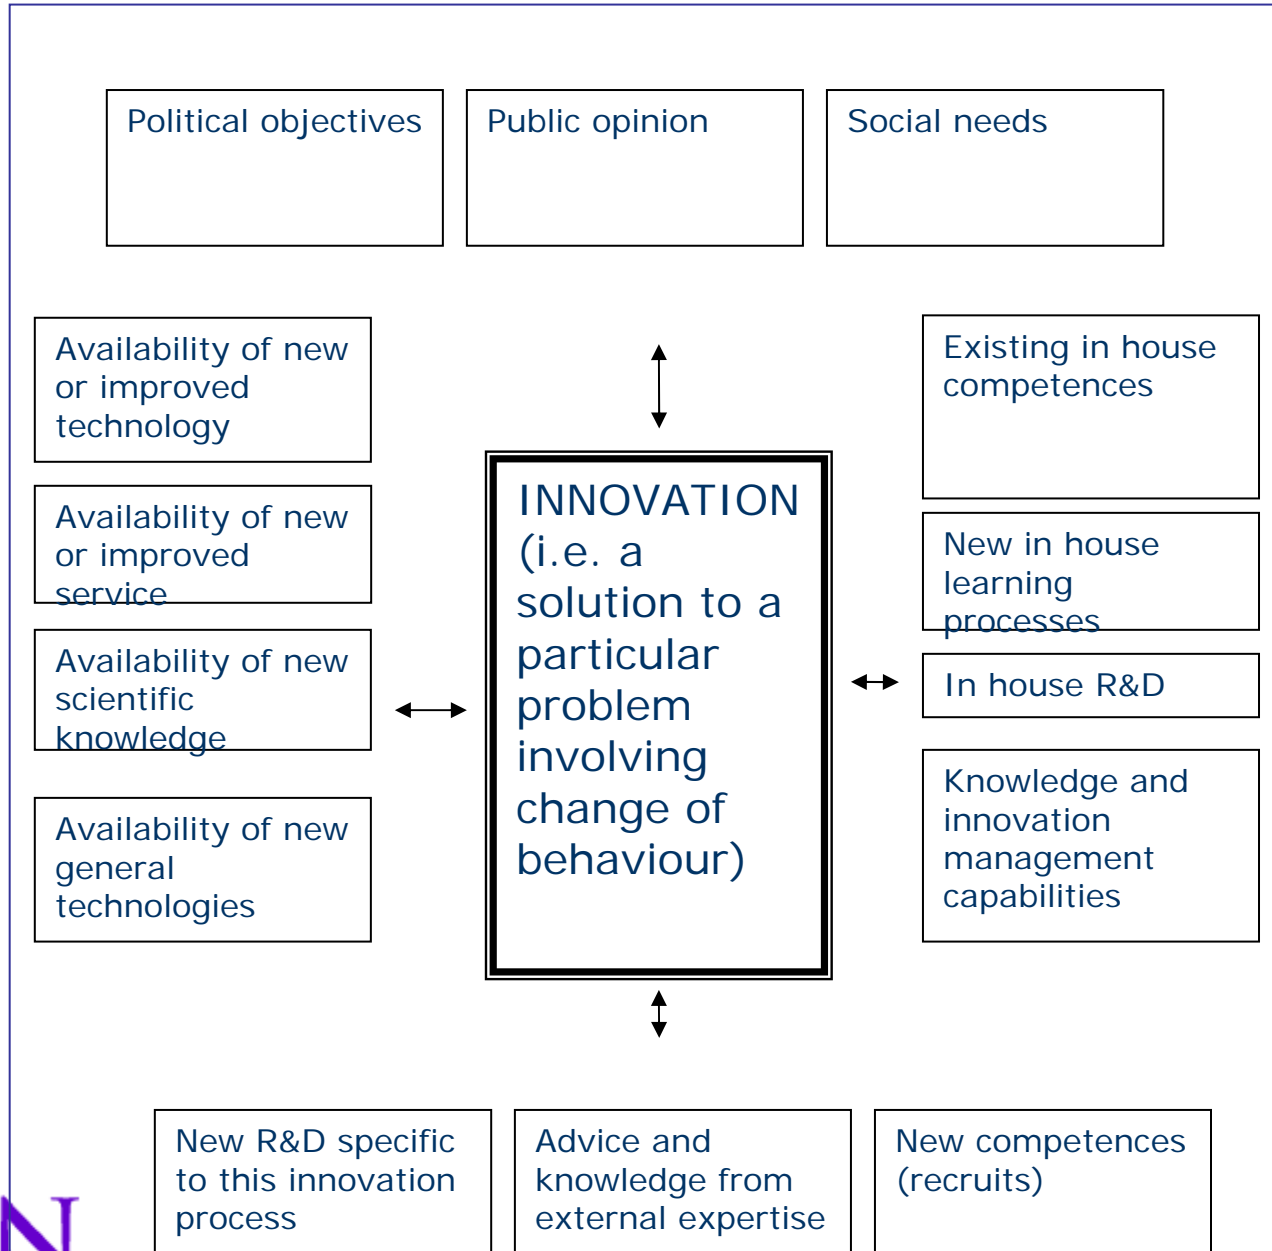 Political objectives
Public opinion
Social needs
Availability of new
or improved
technology
Availability of new
or improved
service
Availability of new
scientific
knowledge
Availability of new
general
technologies
INNOVATION
(i.e. a
solution to a
particular
problem
involving
change of
behaviour)
Existing in house
competences
New in house
learning
processes
In house R&D
Knowledge and
innovation
management
capabilities
New R&D specific
to this innovation
process
Advice and
knowledge from
external expertise
New competences
(recruits)
N